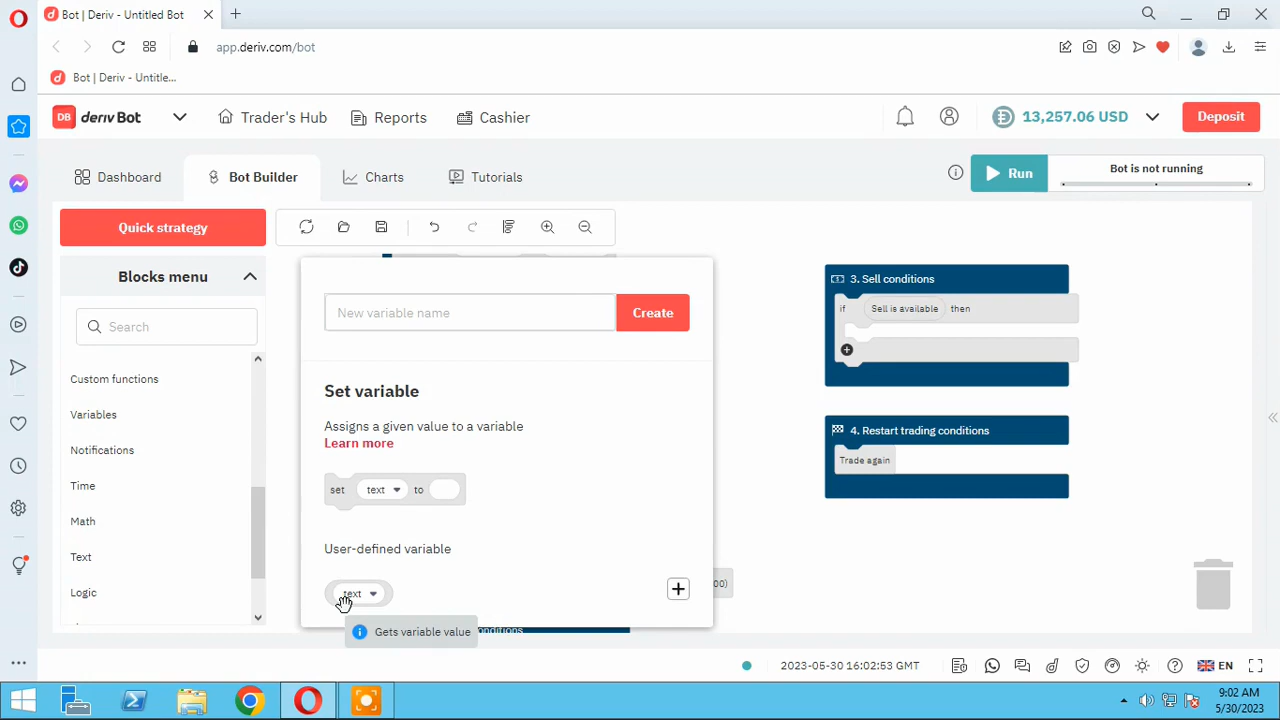 Bot | Deriv - Untitled Bot
app.deriv.com/bot
Bot | Deriv - Untitle...
DB deriv Bot
Trader's Hub
Reports
Cashier
13,257.06 USD
Deposit
Dashboard
Bot Builder
Charts
Tutorials
Run
Bot is not running
Quick strategy
Blocks menu
Search
Custom functions
Variables
Notifications
Time
Math
Text
Logic
New variable name
Create
Set variable
Assigns a given value to a variable
Learn more
set text to
User-defined variable
text
Gets variable value
3. Sell conditions
if Sell is available then
4. Restart trading conditions
Trade again
00)
onditions
2023-05-30 16:02:53 GMT
EN
9:02 AM
5/30/2023